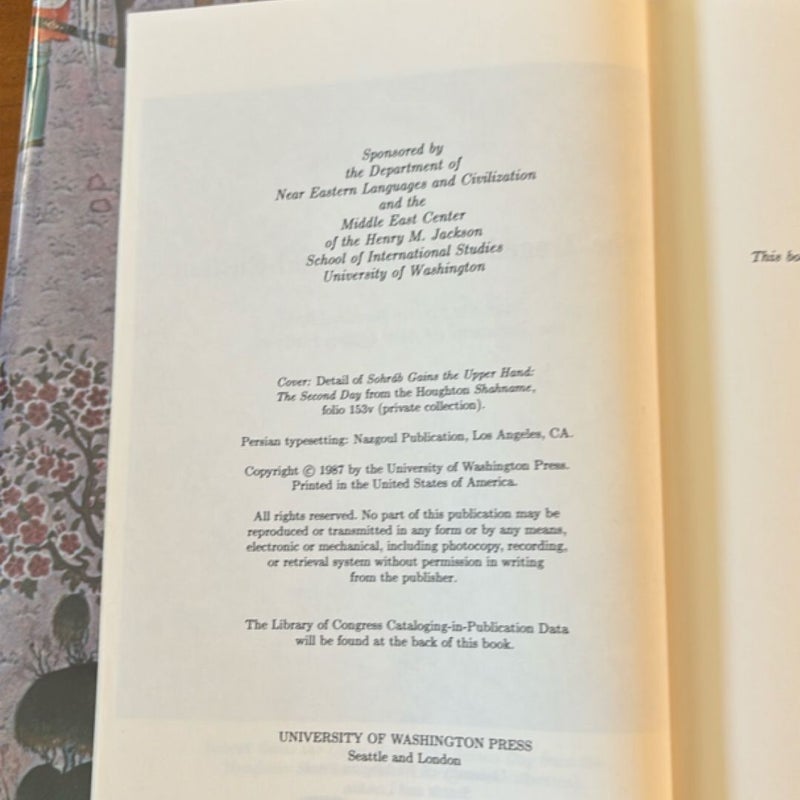 Sponsored by
the Department of
Near Eastern Languages and Civilization
and the
Middle East Center
of the Henry M. Jackson
School of International Studies
University of Washington
Cover: Detail of Sohráb Gains the Upper Hand:
The Second Day from the Houghton Shahname,
folio 153v (private collection).
Persian typesetting: Nazgoul Publication, Los Angeles, CA.
Copyright © 1987 by the University of Washington Press.
Printed in the United States of America.
All rights reserved. No part of this publication may be
reproduced or transmitted in any form or by any means,
electronic or mechanical, including photocopy, recording,
or retrieval system without permission in writing
from the publisher.
The Library of Congress Cataloging-in-Publication Data
will be found at the back of this book.
UNIVERSITY OF WASHINGTON PRESS
Seattle and London
This bo